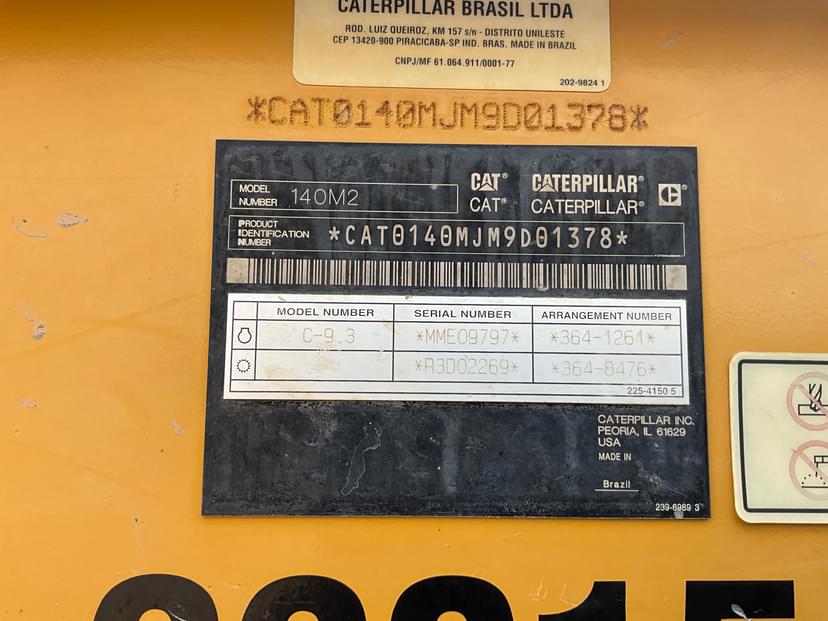 CATERPILLAR BRASIL LTDA
ROD. LUIZ QUEIROZ, KM 157 s/n - DISTRITO UNILESTE
CEP 13420-900 PIRACICABA-SP IND. BRAS. MADE IN BRAZIL
CNPJ/MF 61.064.911/0001-77
202-9824 1
*CAT0140MJM9D01378*
MODEL NUMBER 140M2
CAT® CATERPILLAR® C®
CAT® CATERPILLAR®
PRODUCT IDENTIFICATION NUMBER *CAT0140MJM9D01378*
MODEL NUMBER SERIAL NUMBER ARRANGEMENT NUMBER
C-9.3 *MME09797* *364-1261*
*R3D02269* *364-8476*
225-4150 5
CATERPILLAR INC.
PEORIA, IL 61629
USA
MADE IN
Brazil
239-6989 3